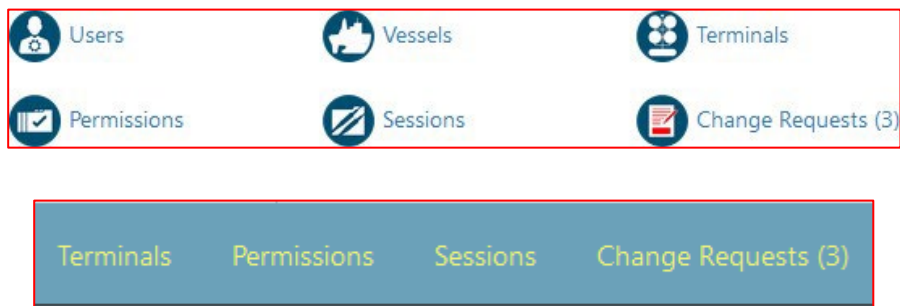 Users Vessels Terminals
Permissions Sessions Change Requests (3)
Terminals Permissions Sessions Change Requests (3)